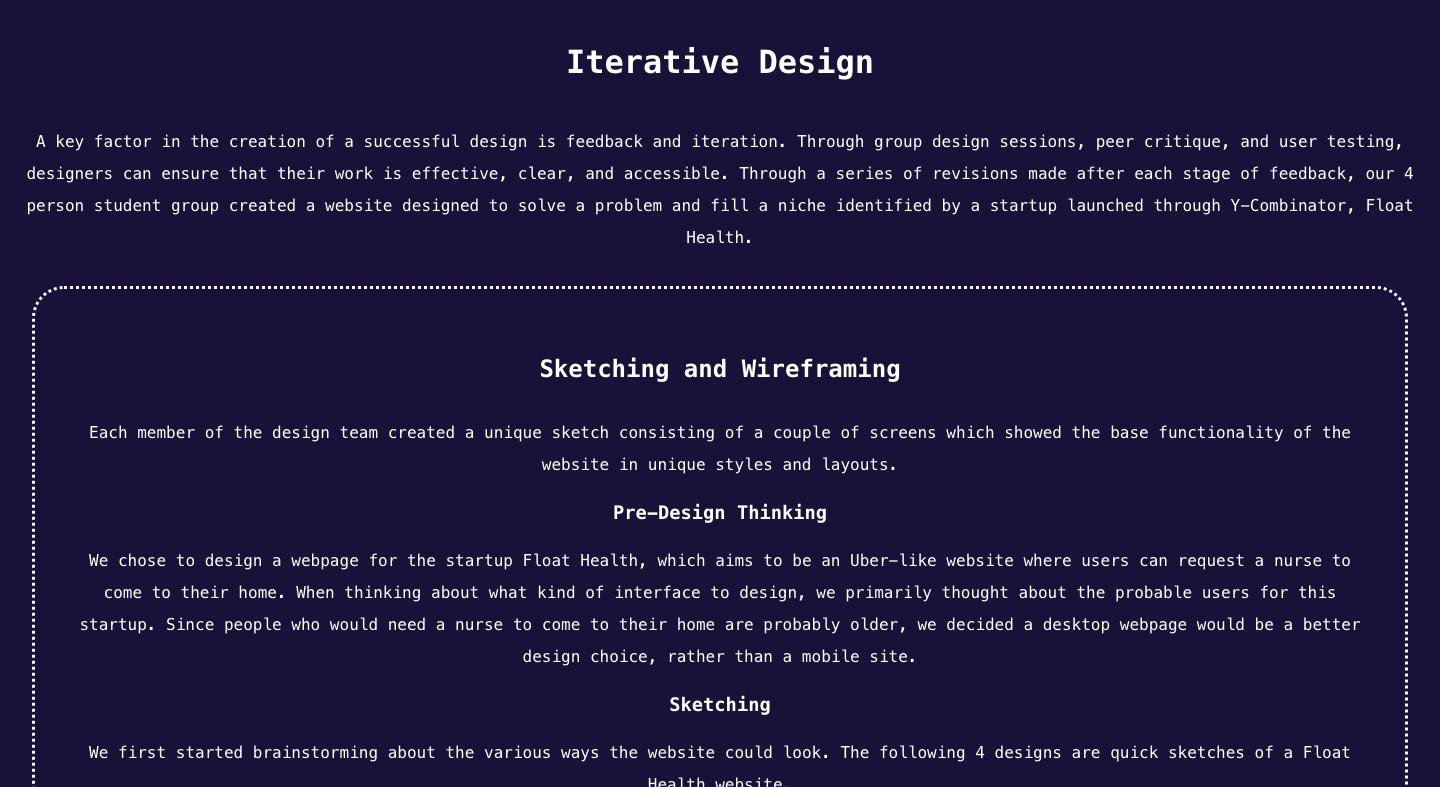 Iterative Design
A key factor in the creation of a successful design is feedback and iteration. Through group design sessions, peer critique, and user testing,
designers can ensure that their work is effective, clear, and accessible. Through a series of revisions made after each stage of feedback, our 4
person student group created a website designed to solve a problem and fill a niche identified by a startup launched through Y-Combinator, Float
Health.
Sketching and Wireframing
Each member of the design team created a unique sketch consisting of a couple of screens which showed the base functionality of the
website in unique styles and layouts.
Pre-Design Thinking
We chose to design a webpage for the startup Float Health, which aims to be an Uber-like website where users can request a nurse to
come to their home. When thinking about what kind of interface to design, we primarily thought about the probable users for this
startup. Since people who would need a nurse to come to their home are probably older, we decided a desktop webpage would be a better
design choice, rather than a mobile site.
Sketching
We first started brainstorming about the various ways the website could look. The following 4 designs are quick sketches of a Float
Health website.